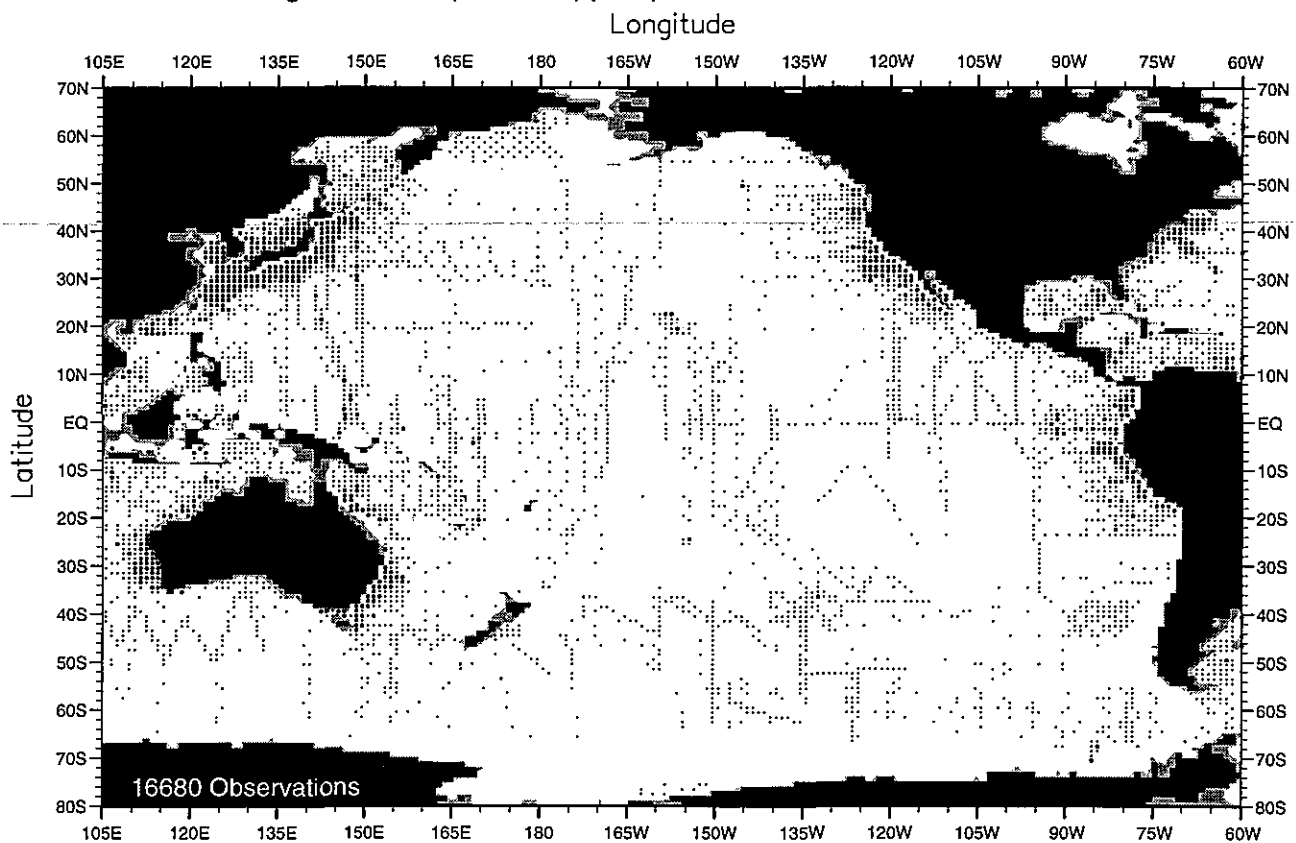 Longitude
105E 120E 135E 150E 165E 180 165W 150W 135W 120W 105W 90W 75W 60W
70N 70N
60N 60N
50N 50N
40N 40N
30N 30N
20N 20N
10N 10N
EQ EQ
Latitude
10S 10S
20S 20S
30S 30S
40S 40S
50S 50S
60S 60S
70S 70S
16680 Observations
80S 80S
105E 120E 135E 150E 165E 180 165W 150W 135W 120W 105W 90W 75W 60W